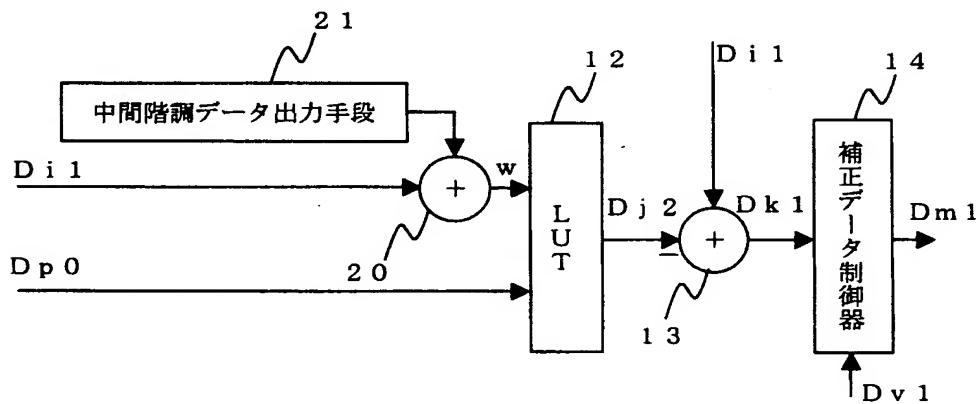 21
中間階調データ出力手段
Di1
w
20
Dp0
12
LUT
Dj2
Di1
Dk1
13
14
補正データ制御器
Dm1
Dv1